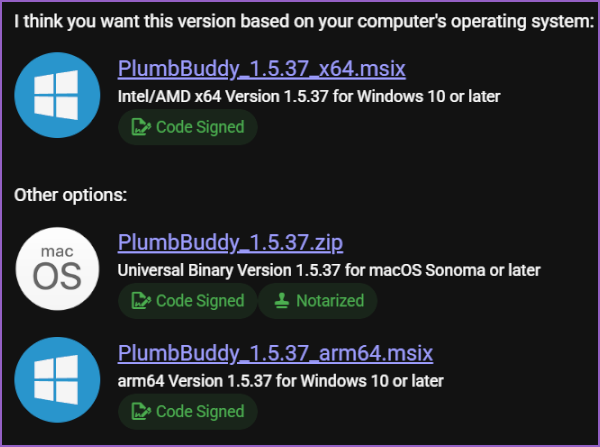 I think you want this version based on your computer's operating system:
PlumbBuddy_1.5.37_x64.msix
Intel/AMD x64 Version 1.5.37 for Windows 10 or later
Code Signed
Other options:
mac
OS
PlumbBuddy_1.5.37.zip
Universal Binary Version 1.5.37 for macOS Sonoma or later
Code Signed Notarized
PlumbBuddy_1.5.37_arm64.msix
arm64 Version 1.5.37 for Windows 10 or later
Code Signed